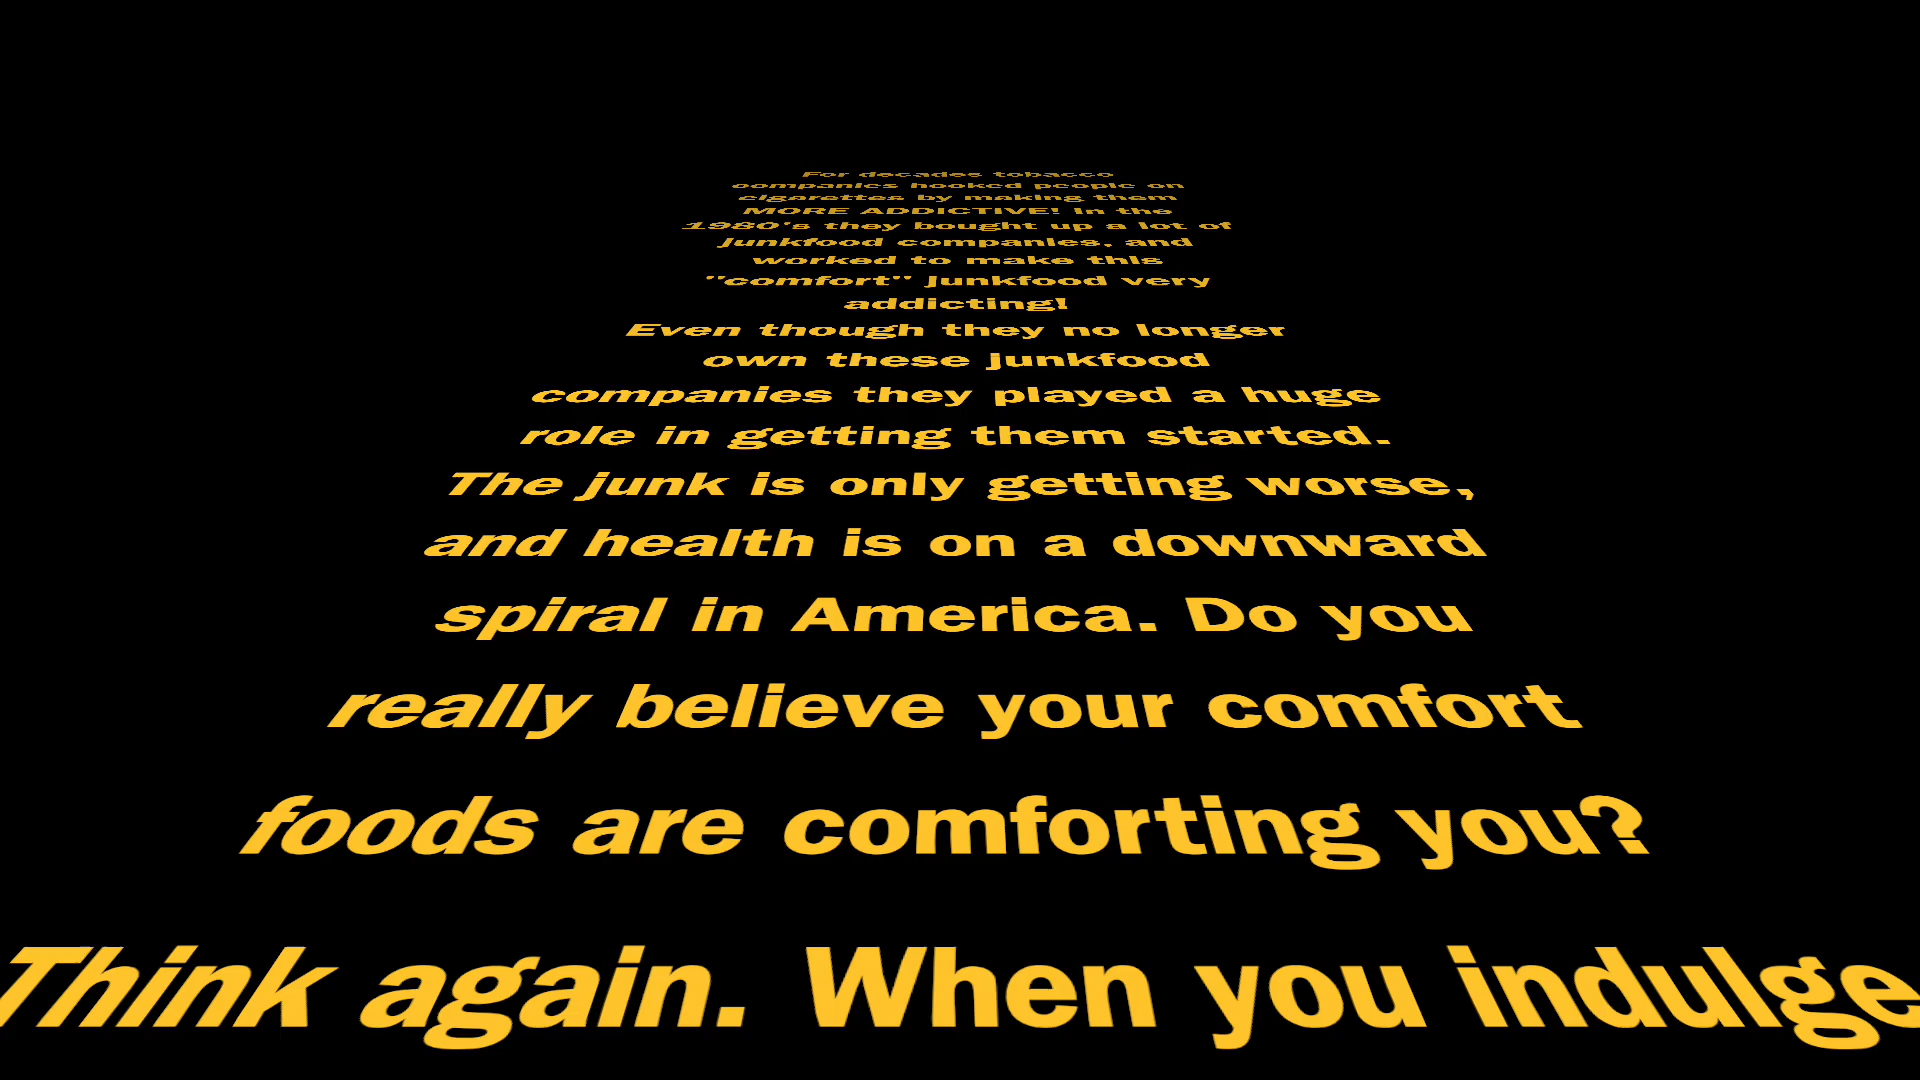 For decades tobacco
companies hooked people on
cigarettes by making them
MORE ADDICTIVE! In the
1980's they bought up a lot of
junkfood companies, and
worked to make this
"comfort" junkfood very
addicting!
Even though they no longer
own these junkfood
companies they played a huge
role in getting them started.
The junk is only getting worse,
and health is on a downward
spiral in America. Do you
really believe your comfort
foods are comforting you?
Think again. When you indulge